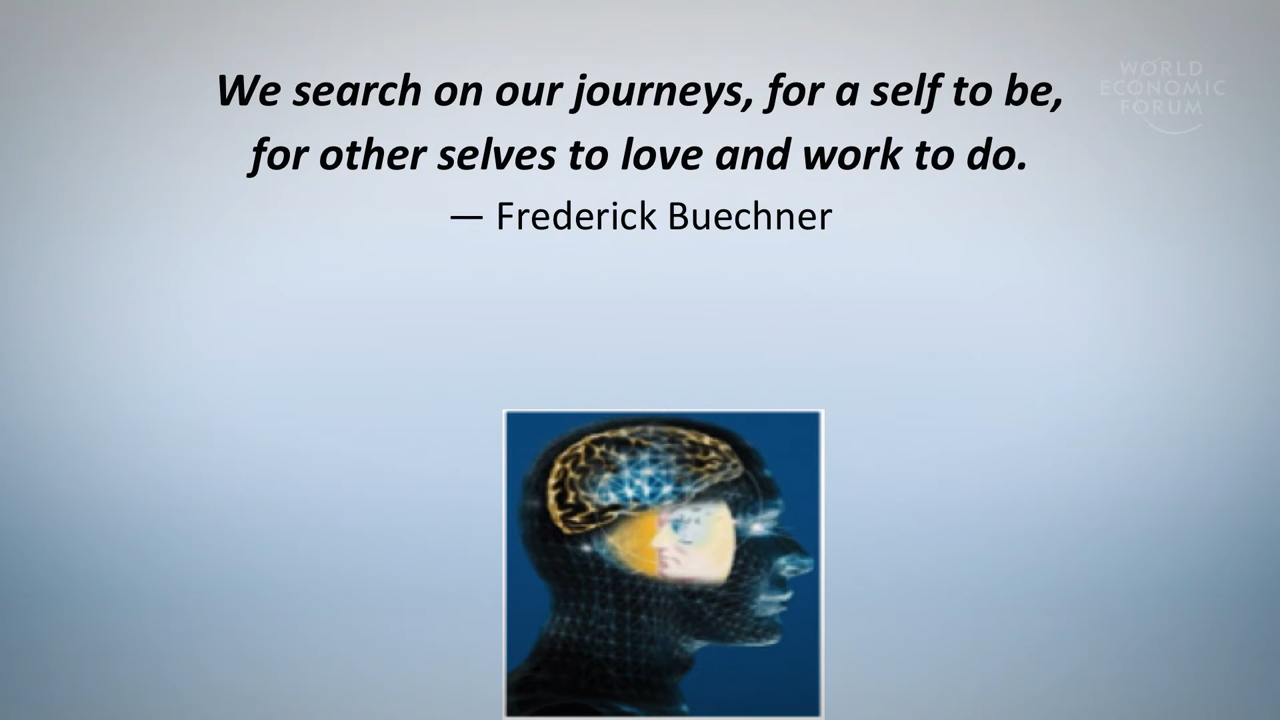 We search on our journeys, for a self to be,
for other selves to love and work to do.
— Frederick Buechner
WORLD
ECONOMIC
FORUM